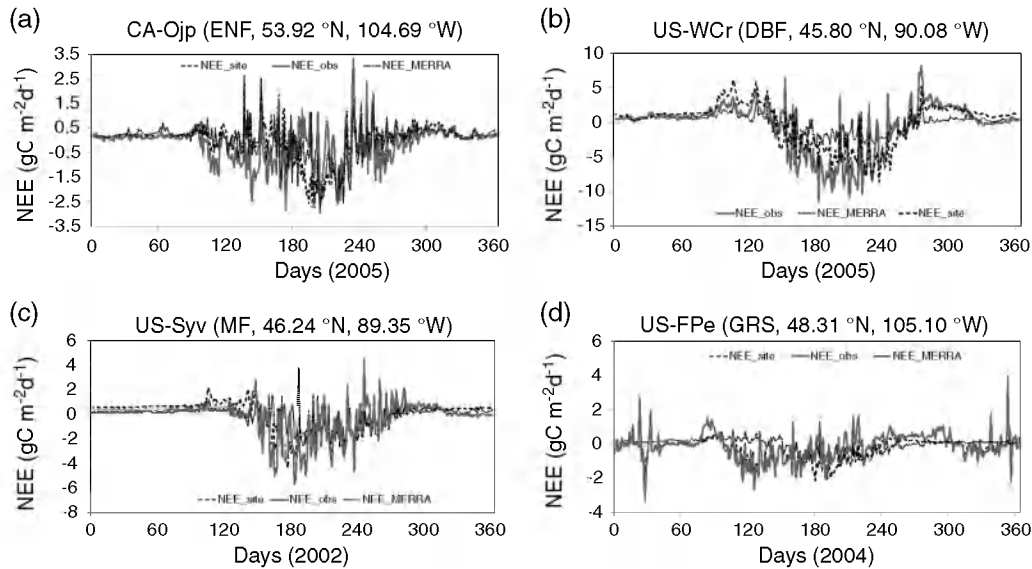 (a)
CA-Ojp (ENF, 53.92 °N, 104.69 °W)
NEE_site NEE_obs NEE_MERRA
NEE (gC m-2d-1)
3.5
2.5
1.5
0.5
-0.5
-1.5
-2.5
-3.5
0 60 120 180 240 300 360
Days (2005)
(b)
US-WCr (DBF, 45.80 °N, 90.08 °W)
NEE (gC m-2d-1)
10
5
0
-5
-10
-15
NEE_obs NEE_MERRA NEE_site
0 60 120 180 240 300 360
Days (2005)
(c)
US-Syv (MF, 46.24 °N, 89.35 °W)
NEE (gC m-2d-1)
6
4
2
0
-2
-4
-6
-8
NEE_site NEE_obs NEE_MERRA
0 60 120 180 240 300 360
Days (2002)
(d)
US-FPe (GRS, 48.31 °N, 105.10 °W)
NEE_site NEE_obs NEE_MERRA
NEE (gC m-2d-1)
6
4
2
0
-2
-4
0 60 120 180 240 300 360
Days (2004)